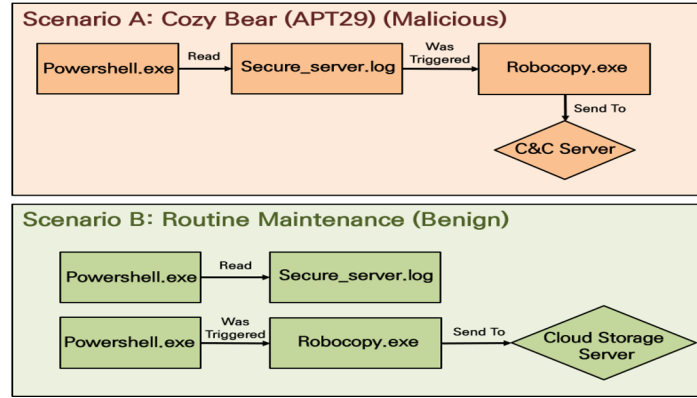 Scenario A: Cozy Bear (APT29) (Malicious)
Powershell.exe
Read
Secure_server.log
Was
Triggered
Robocopy.exe
Send To
C&C Server
Scenario B: Routine Maintenance (Benign)
Powershell.exe
Read
Secure_server.log
Powershell.exe
Was
Triggered
Robocopy.exe
Send To
Cloud Storage
Server